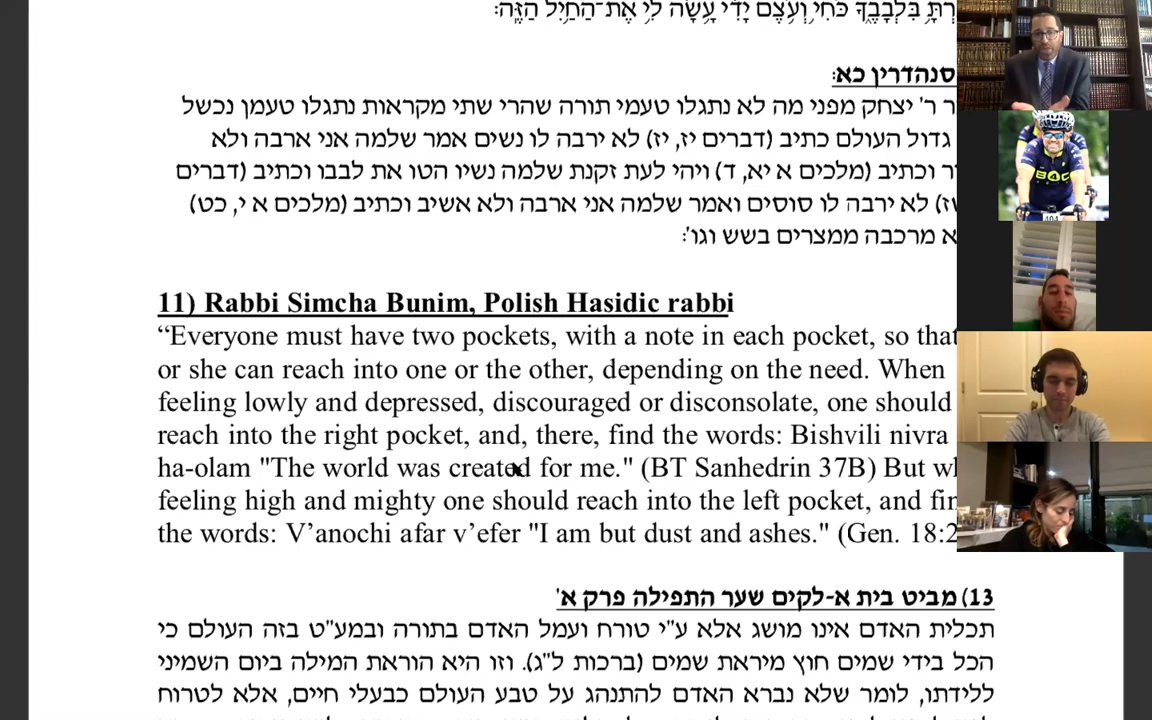 בִּלְבָבֶךָ כֹּחִי וְעֹצֶם יָדִי עָשָׂה לִי אֶת־הַחַיִל הַזֶּה:
סנהדרין כא:
ר' יצחק מפני מה לא נתגלו טעמי תורה שהרי שתי מקראות נתגלו טעמן נכשל
גדול העולם כתיב (דברים יז, יז) לא ירבה לו נשים אמר שלמה אני ארבה ולא
וכתיב (מלכים א יא, ד) ויהי לעת זקנת שלמה נשיו הטו את לבבו וכתיב (דברים
לא ירבה לו סוסים ואמר שלמה אני ארבה ולא אשיב וכתיב (מלכים א י, כט)
מרכבה ממצרים בשש וגו':
11) Rabbi Simcha Bunim, Polish Hasidic rabbi
“Everyone must have two pockets, with a note in each pocket, so that
or she can reach into one or the other, depending on the need. When
feeling lowly and depressed, discouraged or disconsolate, one should
reach into the right pocket, and, there, find the words: Bishvili nivra
ha-olam "The world was created for me." (BT Sanhedrin 37B) But
feeling high and mighty one should reach into the left pocket, and
the words: V’anochi afar v’efer "I am but dust and ashes." (Gen. 18:2
13) מביט בית א-לקים שער התפילה פרק א'
תכלית האדם אינו מושג אלא ע"י טורח ועמל האדם בתורה ובמע"ט בזה העולם כי
הכל בידי שמים חוץ מיראת שמים (ברכות ל"ג). וזו היא הוראת המילה ביום השמיני
ללידתו, לומר שלא נברא האדם להתנהג על טבע העולם כבעלי חיים, אלא לטרוח
BOC
404